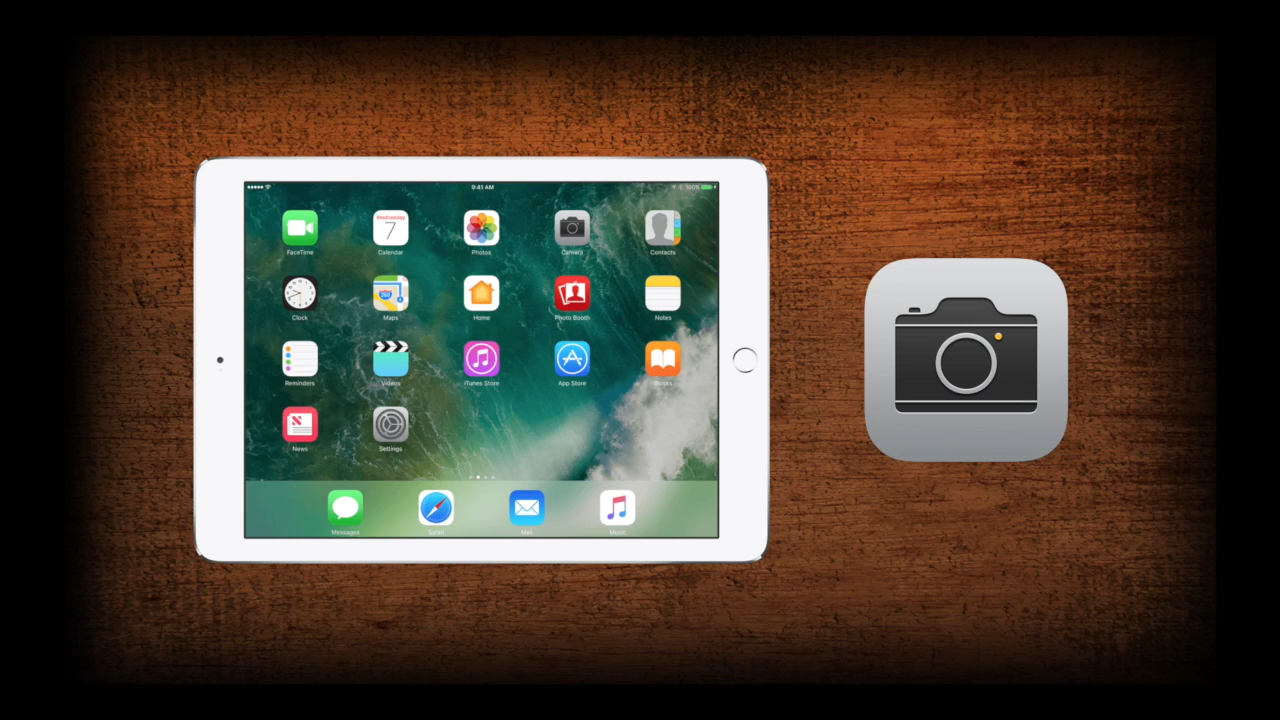 9:41 AM 100%
FaceTime Wednesday 7 Calendar Photos Camera Contacts
Clock 280 Maps Home Photo Booth Notes
Reminders Videos iTunes Store App Store iBooks
News Settings
Messages Safari Mail Music